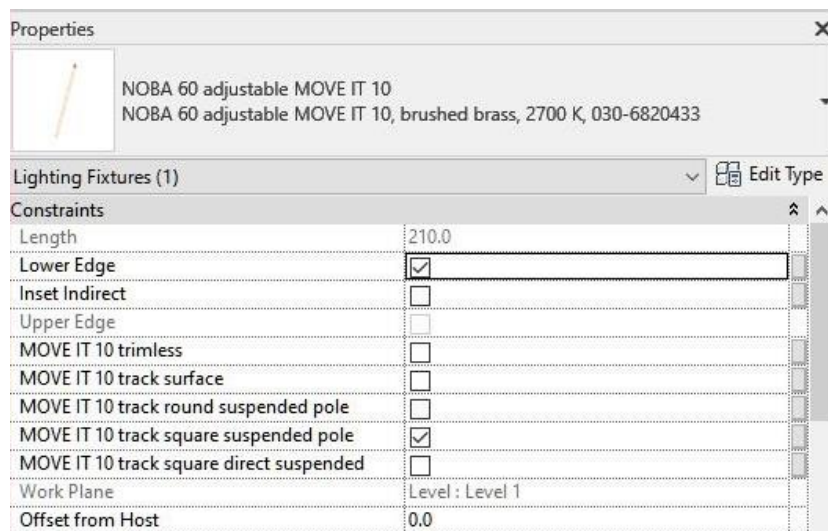 Properties
NOBA 60 adjustable MOVE IT 10
NOBA 60 adjustable MOVE IT 10, brushed brass, 2700 K, 030-6820433
Lighting Fixtures (1) Edit Type
Constraints
Length 210.0
Lower Edge
Inset Indirect
Upper Edge
MOVE IT 10 trimless
MOVE IT 10 track surface
MOVE IT 10 track round suspended pole
MOVE IT 10 track square suspended pole
MOVE IT 10 track square direct suspended
Work Plane Level : Level 1
Offset from Host 0.0